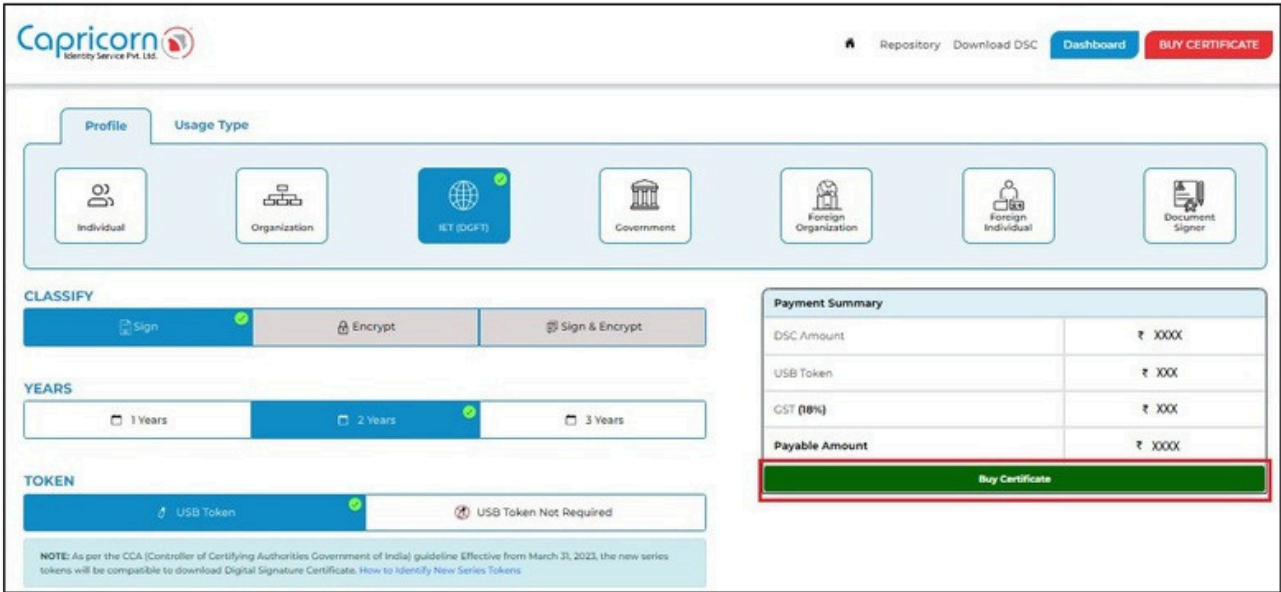 Capricorn
Identity Service Pvt. Ltd.
Repository Download DSC Dashboard BUY CERTIFICATE
Profile Usage Type
Individual
Organization
IET (DGFT)
Government
Foreign
Organization
Foreign
Individual
Document
Signer
CLASSIFY
Sign Encrypt Sign & Encrypt
YEARS
1 Years 2 Years 3 Years
TOKEN
USB Token USB Token Not Required
NOTE: As per the CCA (Controller of Certifying Authorities Government of India) guideline Effective from March 31, 2023, the new series
tokens will be compatible to download Digital Signature Certificate. How to Identify New Series Tokens
Payment Summary
DSC Amount ₹ XXXX
USB Token ₹ XXX
GST (18%) ₹ XXX
Payable Amount ₹ XXXX
Buy Certificate